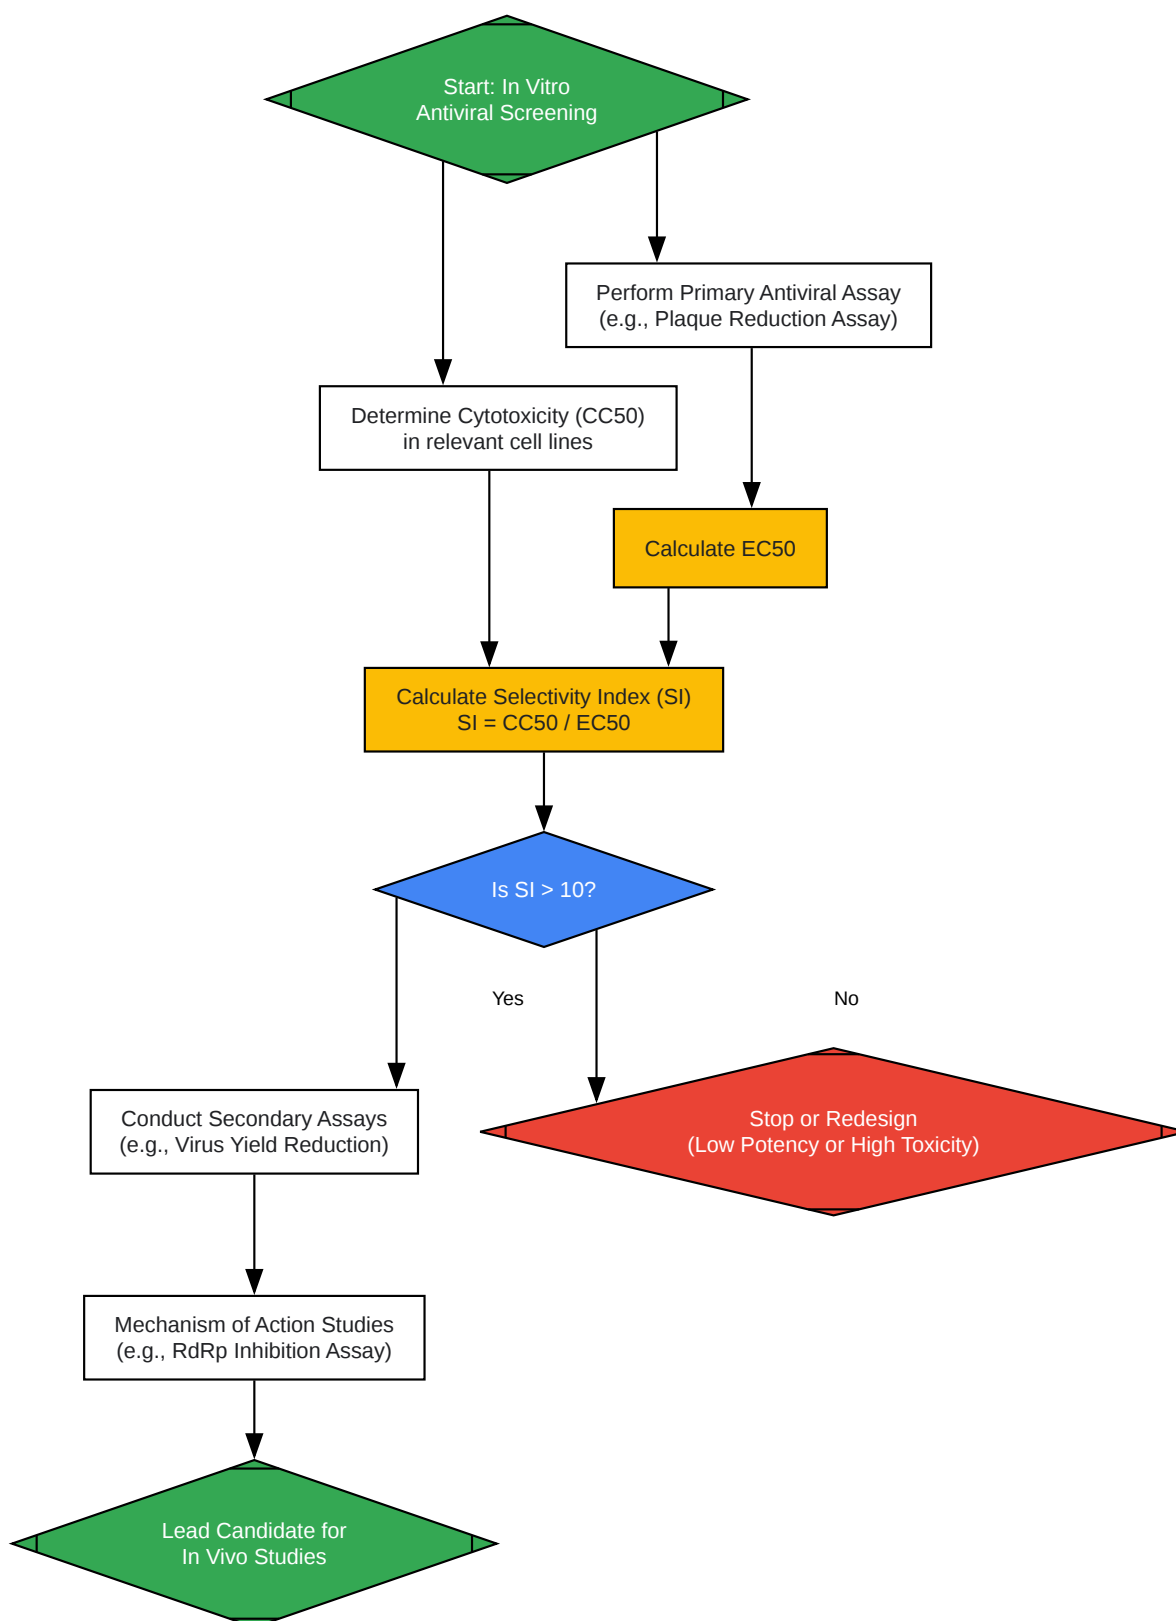 Start: In Vitro
Antiviral Screening
Perform Primary Antiviral Assay
(e.g., Plaque Reduction Assay)
Determine Cytotoxicity (CC50)
in relevant cell lines
Calculate EC50
Calculate Selectivity Index (SI)
SI = CC50 / EC50
Is SI > 10?
Yes
No
Conduct Secondary Assays
(e.g., Virus Yield Reduction)
Stop or Redesign
(Low Potency or High Toxicity)
Mechanism of Action Studies
(e.g., RdRp Inhibition Assay)
Lead Candidate for
In Vivo Studies